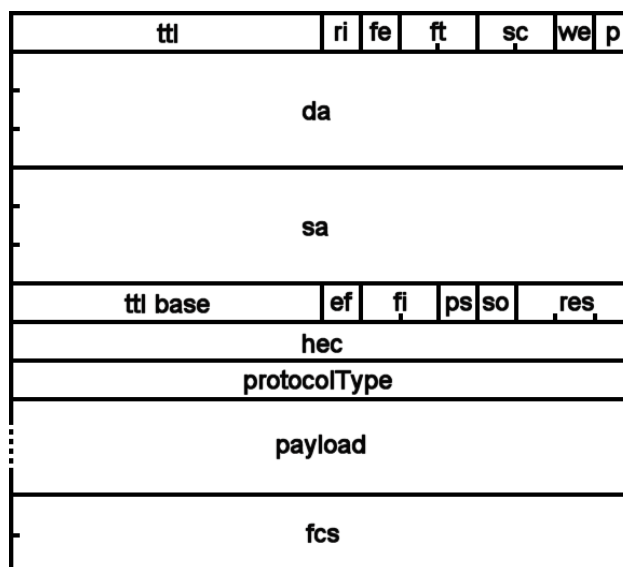 ttl ri fe ft sc we p
da
sa
ttl base ef fi ps so res
hec
protocolType
payload
fcs